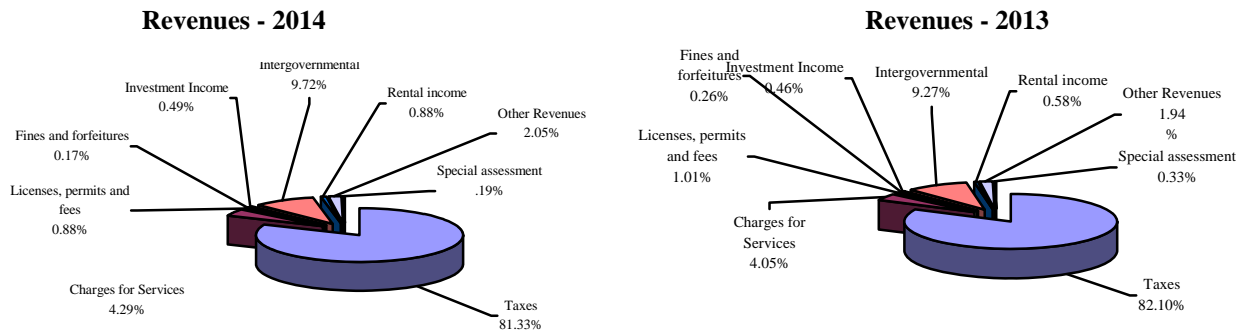 Revenues - 2014
Intergovernmental
9.72%
Investment Income
0.49%
Rental income
0.88%
Fines and forfeitures
0.17%
Other Revenues
2.05%
Licenses, permits and
fees
0.88%
Special assessment
.19%
Charges for Services
4.29%
Taxes
81.33%
Revenues - 2013
Fines and
forfeitures
0.26%
Investment Income
0.46%
Intergovernmental
9.27%
Rental income
0.58%
Other Revenues
1.94
%
Licenses, permits
and fees
1.01%
Special assessment
0.33%
Charges for
Services
4.05%
Taxes
82.10%